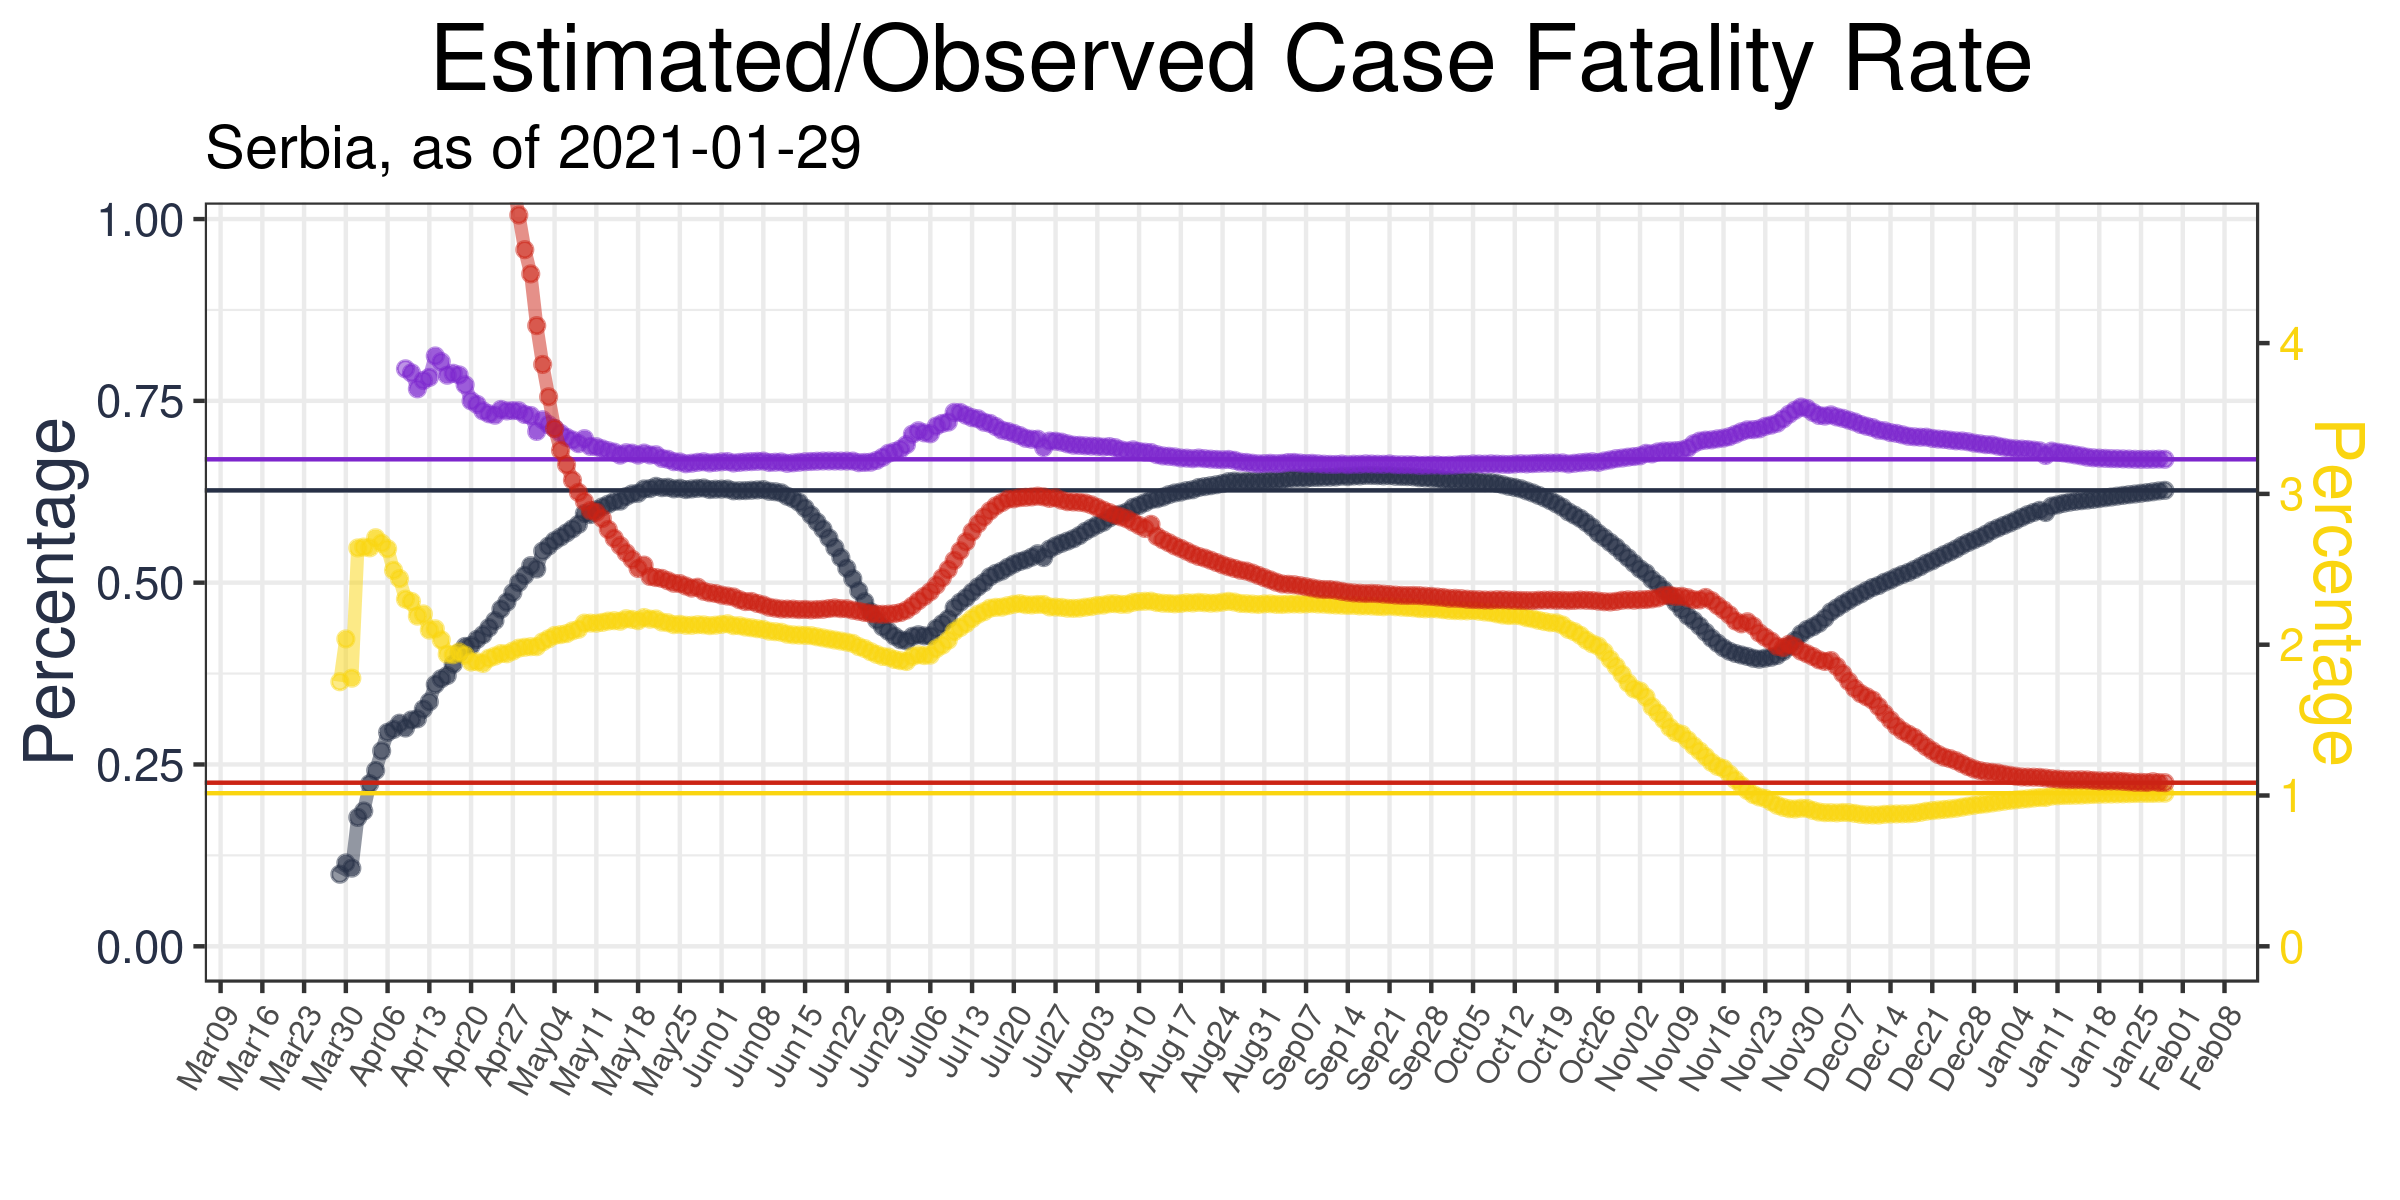 Estimated/Observed Case Fatality Rate
Serbia, as of 2021-01-29
Percentage
1.00
0.75
0.50
0.25
0.00
4
3
2
1
0
Percentage
Mar09
Mar16
Mar23
Mar30
Apr06
Apr13
Apr20
Apr27
May04
May11
May18
May25
Jun01
Jun08
Jun15
Jun22
Jun29
Jul06
Jul13
Jul20
Jul27
Aug03
Aug10
Aug17
Aug24
Aug31
Sep07
Sep14
Sep21
Sep28
Oct05
Oct12
Oct19
Oct26
Nov02
Nov09
Nov16
Nov23
Nov30
Dec07
Dec14
Dec21
Dec28
Jan04
Jan11
Jan18
Jan25
Feb01
Feb08